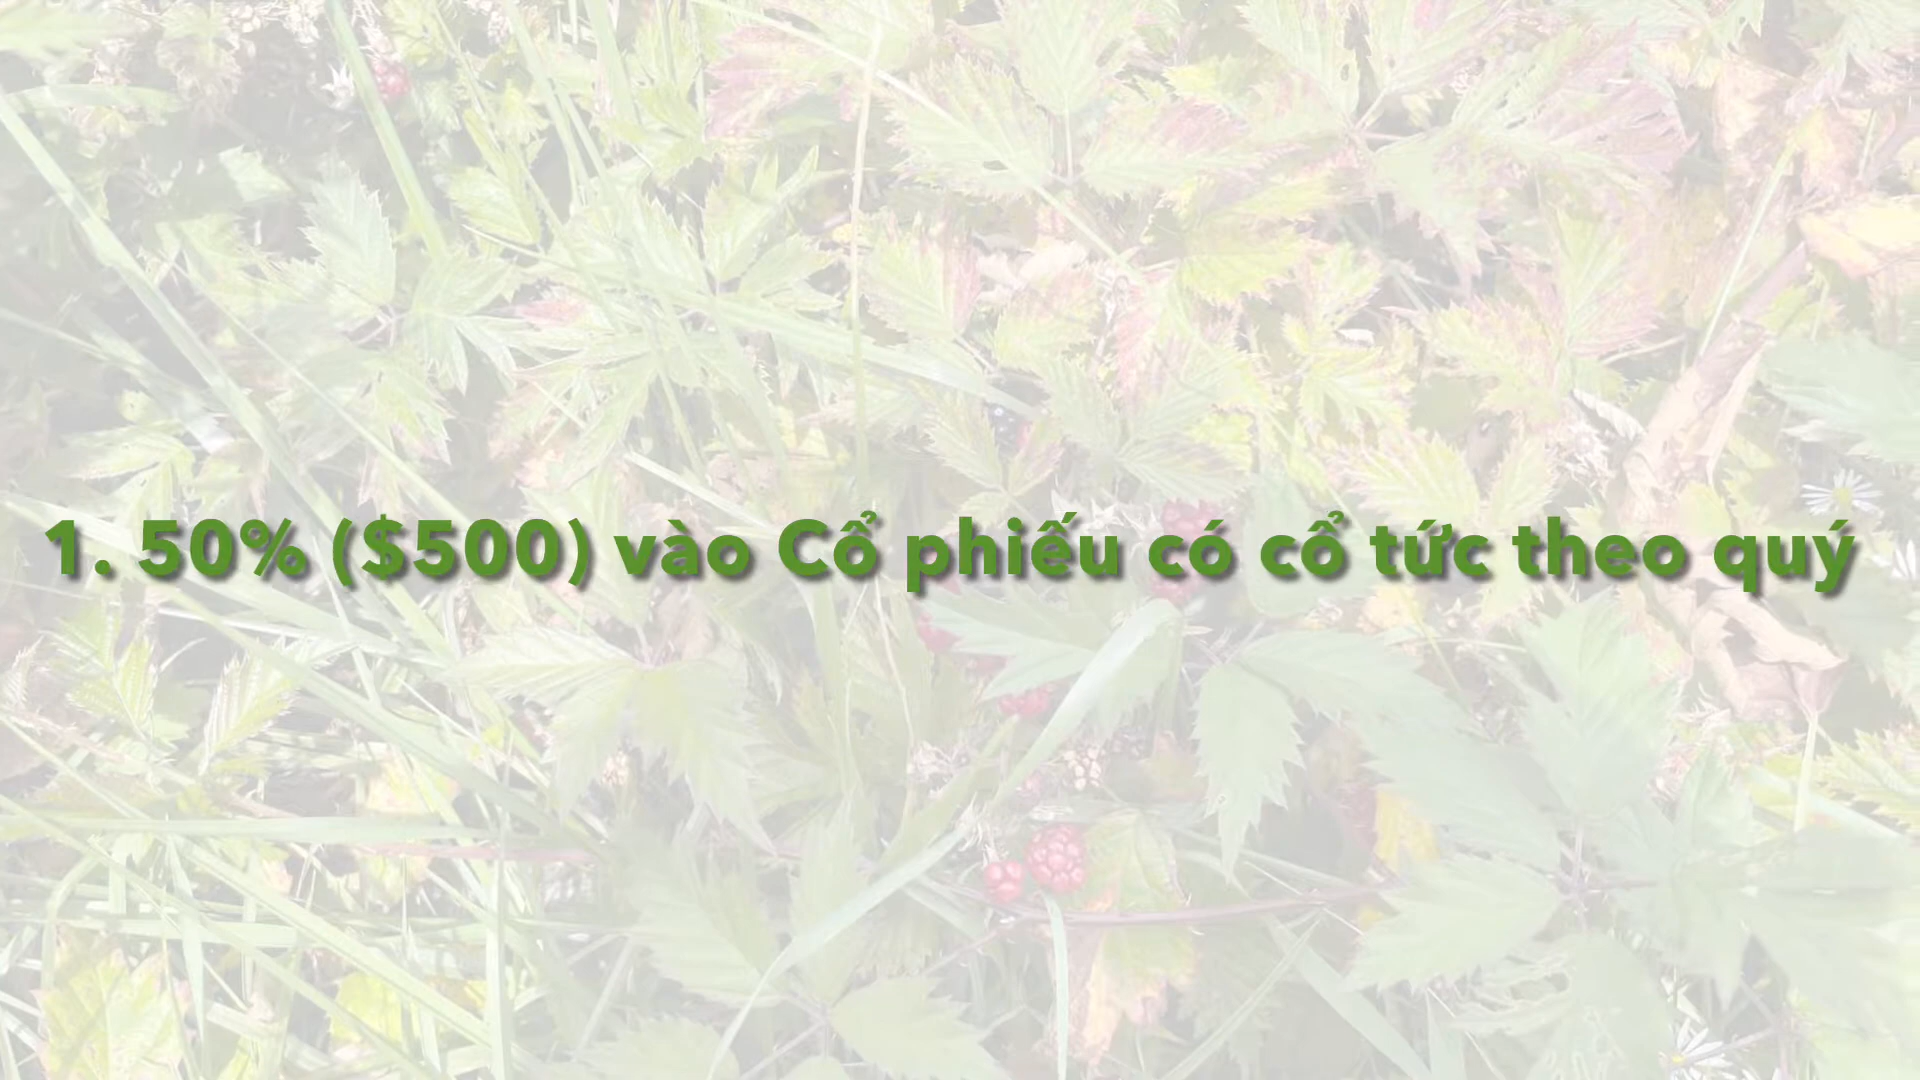 1. 50% ($500) vào Cổ phiếu có cổ tức theo quý